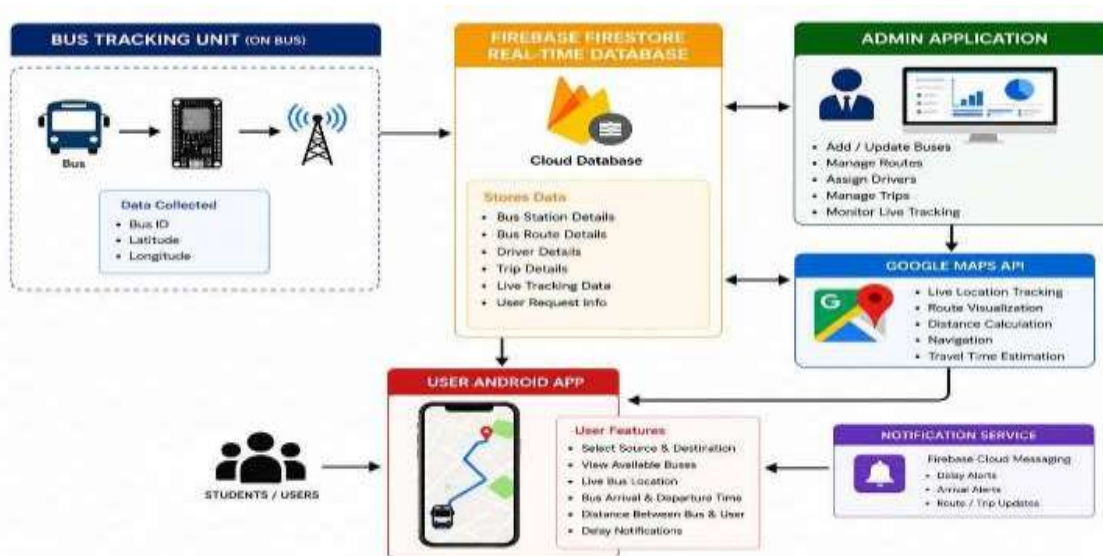 BUS TRACKING UNIT (ON BUS)
Bus
Data Collected
• Bus ID
• Latitude
• Longitude
FIREBASE FIRESTORE
REAL-TIME DATABASE
Cloud Database
Stores Data
• Bus Station Details
• Bus Route Details
• Driver Details
• Trip Details
• Live Tracking Data
• User Request Info
ADMIN APPLICATION
• Add / Update Buses
• Manage Routes
• Assign Drivers
• Manage Trips
• Monitor Live Tracking
GOOGLE MAPS API
G
• Live Location Tracking
• Route Visualization
• Distance Calculation
• Navigation
• Travel Time Estimation
USER ANDROID APP
User Features
• Select Source & Destination
• View Available Buses
• Live Bus Location
• Bus Arrival & Departure Time
• Distance Between Bus & User
• Delay Notifications
STUDENTS / USERS
NOTIFICATION SERVICE
Firebase Cloud Messaging
• Delay Alerts
• Arrival Alerts
• Route / Trip Updates